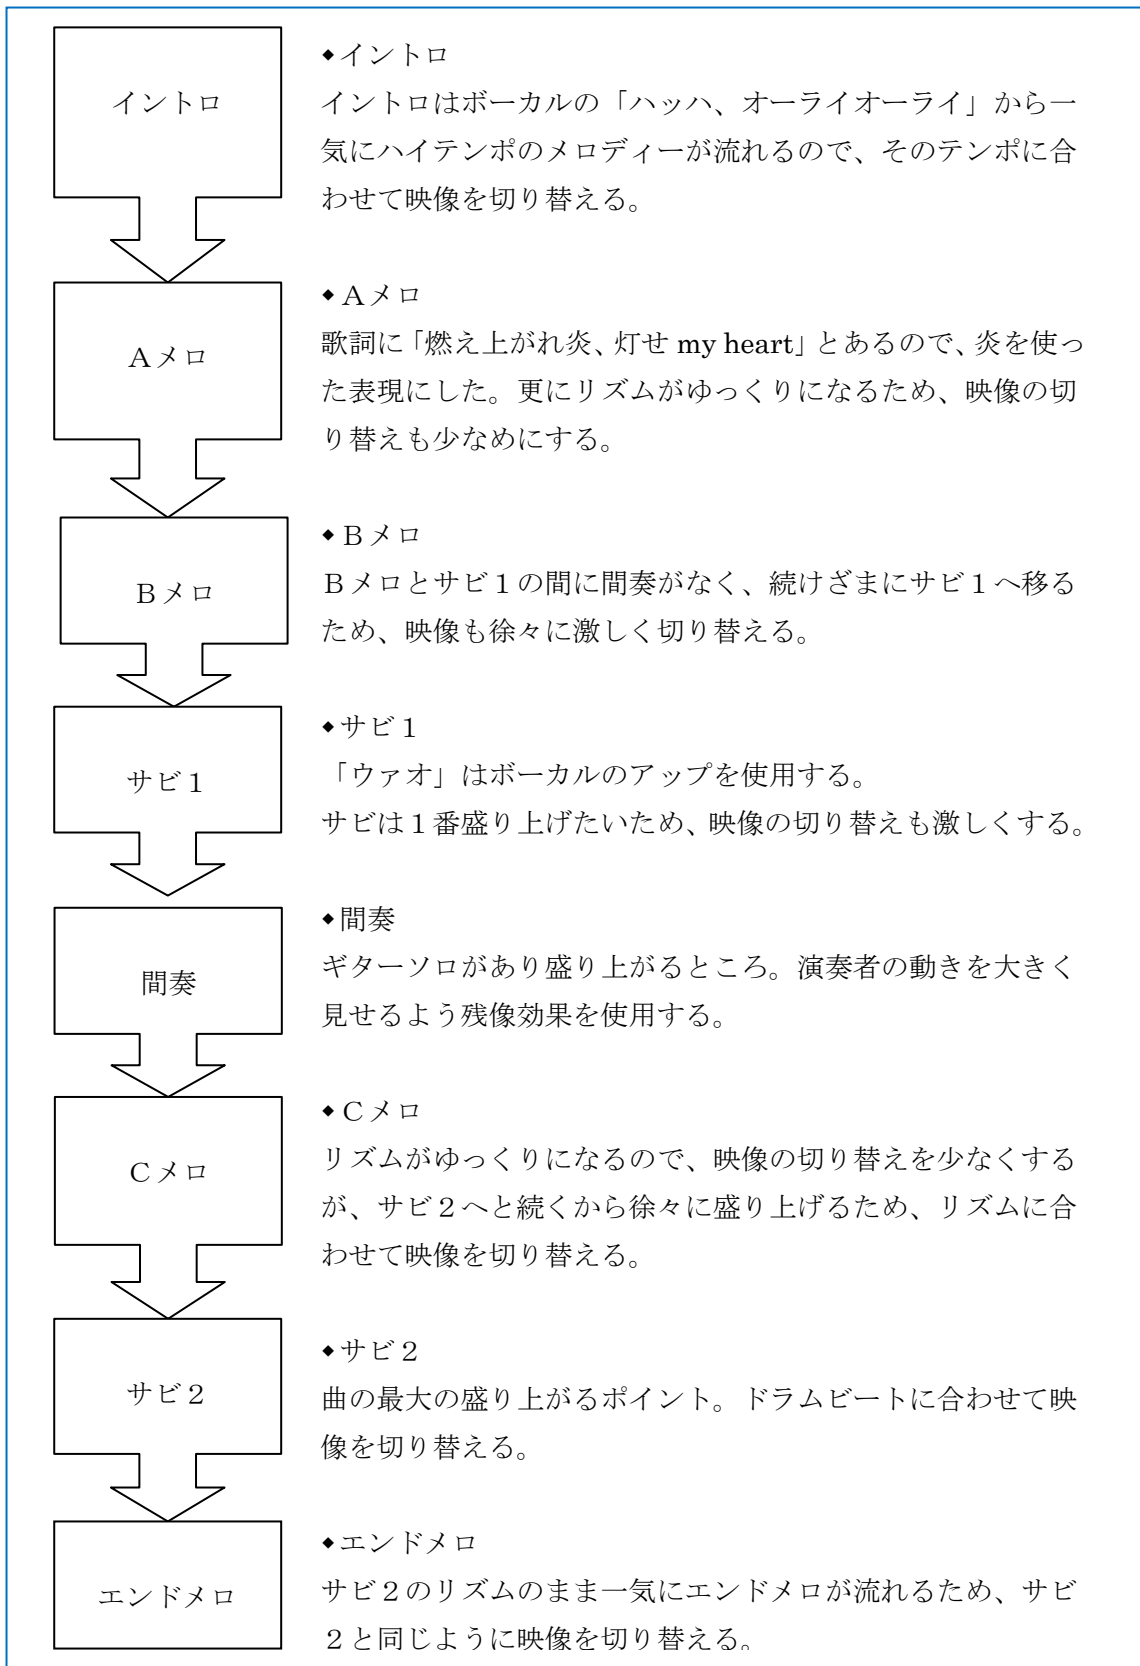 イントロ
◆イントロ
イントロはボーカルの「ハッハ、オーライオーライ」から一
気にハイテンポのメロディーが流れるので、そのテンポに合
わせて映像を切り替える。
Ａメロ
◆Ａメロ
歌詞に「燃え上がれ炎、灯せ my heart」とあるので、炎を使っ
た表現にした。更にリズムがゆっくりになるため、映像の切
り替えも少なめにする。
Ｂメロ
◆Ｂメロ
Ｂメロとサビ１の間に間奏がなく、続けざまにサビ１へ移る
ため、映像も徐々に激しく切り替える。
サビ１
◆サビ１
「ウァオ」はボーカルのアップを使用する。
サビは１番盛り上げたいため、映像の切り替えも激しくする。
間奏
◆間奏
ギターソロがあり盛り上がるところ。演奏者の動きを大きく
見せるよう残像効果を使用する。
Ｃメロ
◆Ｃメロ
リズムがゆっくりになるので、映像の切り替えを少なくする
が、サビ２へと続くから徐々に盛り上げるため、リズムに合
わせて映像を切り替える。
サビ２
◆サビ２
曲の最大の盛り上がるポイント。ドラムビートに合わせて映
像を切り替える。
エンドメロ
◆エンドメロ
サビ２のリズムのまま一気にエンドメロが流れるため、サビ
２と同じように映像を切り替える。